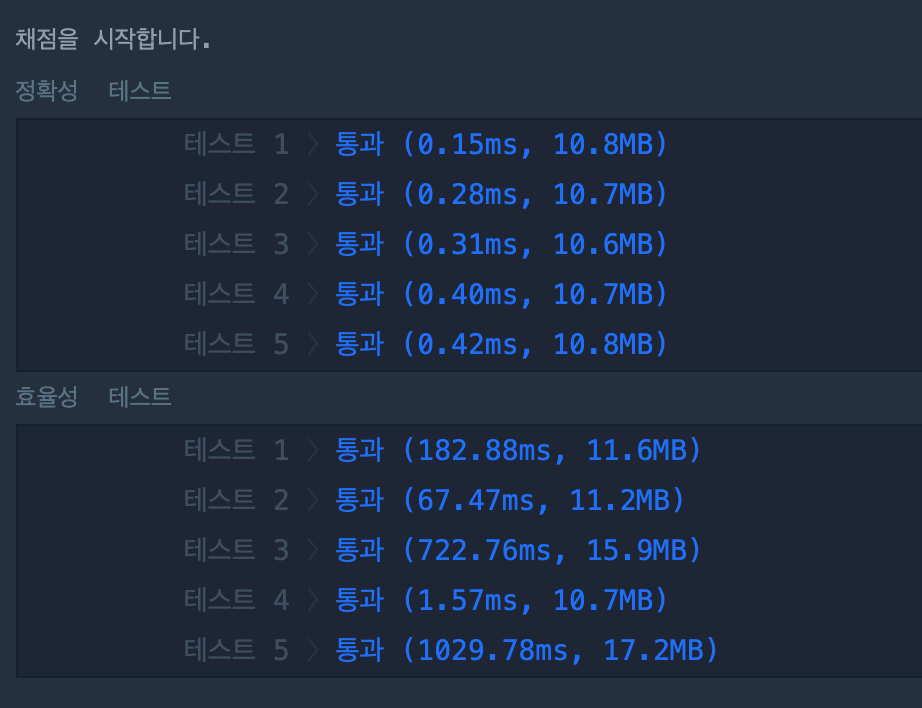 채점을 시작합니다.
정확성 테스트
테스트 1 〉 통과 (0.15ms, 10.8MB)
테스트 2 〉 통과 (0.28ms, 10.7MB)
테스트 3 〉 통과 (0.31ms, 10.6MB)
테스트 4 〉 통과 (0.40ms, 10.7MB)
테스트 5 〉 통과 (0.42ms, 10.8MB)
효율성 테스트
테스트 1 〉 통과 (182.88ms, 11.6MB)
테스트 2 〉 통과 (67.47ms, 11.2MB)
테스트 3 〉 통과 (722.76ms, 15.9MB)
테스트 4 〉 통과 (1.57ms, 10.7MB)
테스트 5 〉 통과 (1029.78ms, 17.2MB)